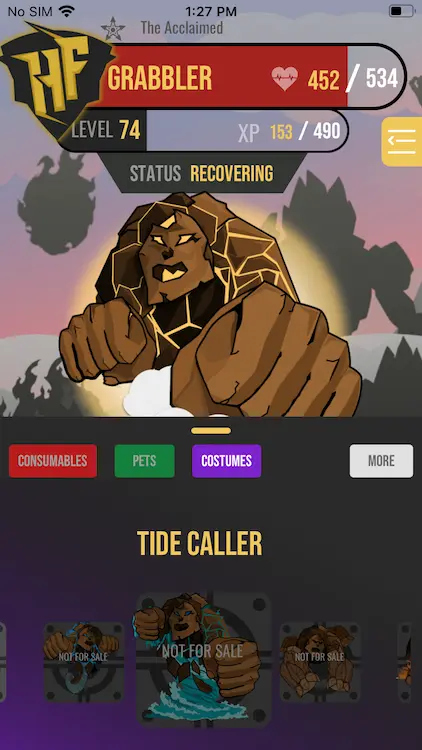 No SIM 1:27 PM
The Acclaimed
HF
GRABBLER 452 / 534
LEVEL 74 XP 153 / 490
STATUS RECOVERING
CONSUMABLES PETS COSTUMES MORE
TIDE CALLER
NOT FOR SALE NOT FOR SALE NOT FOR SALE